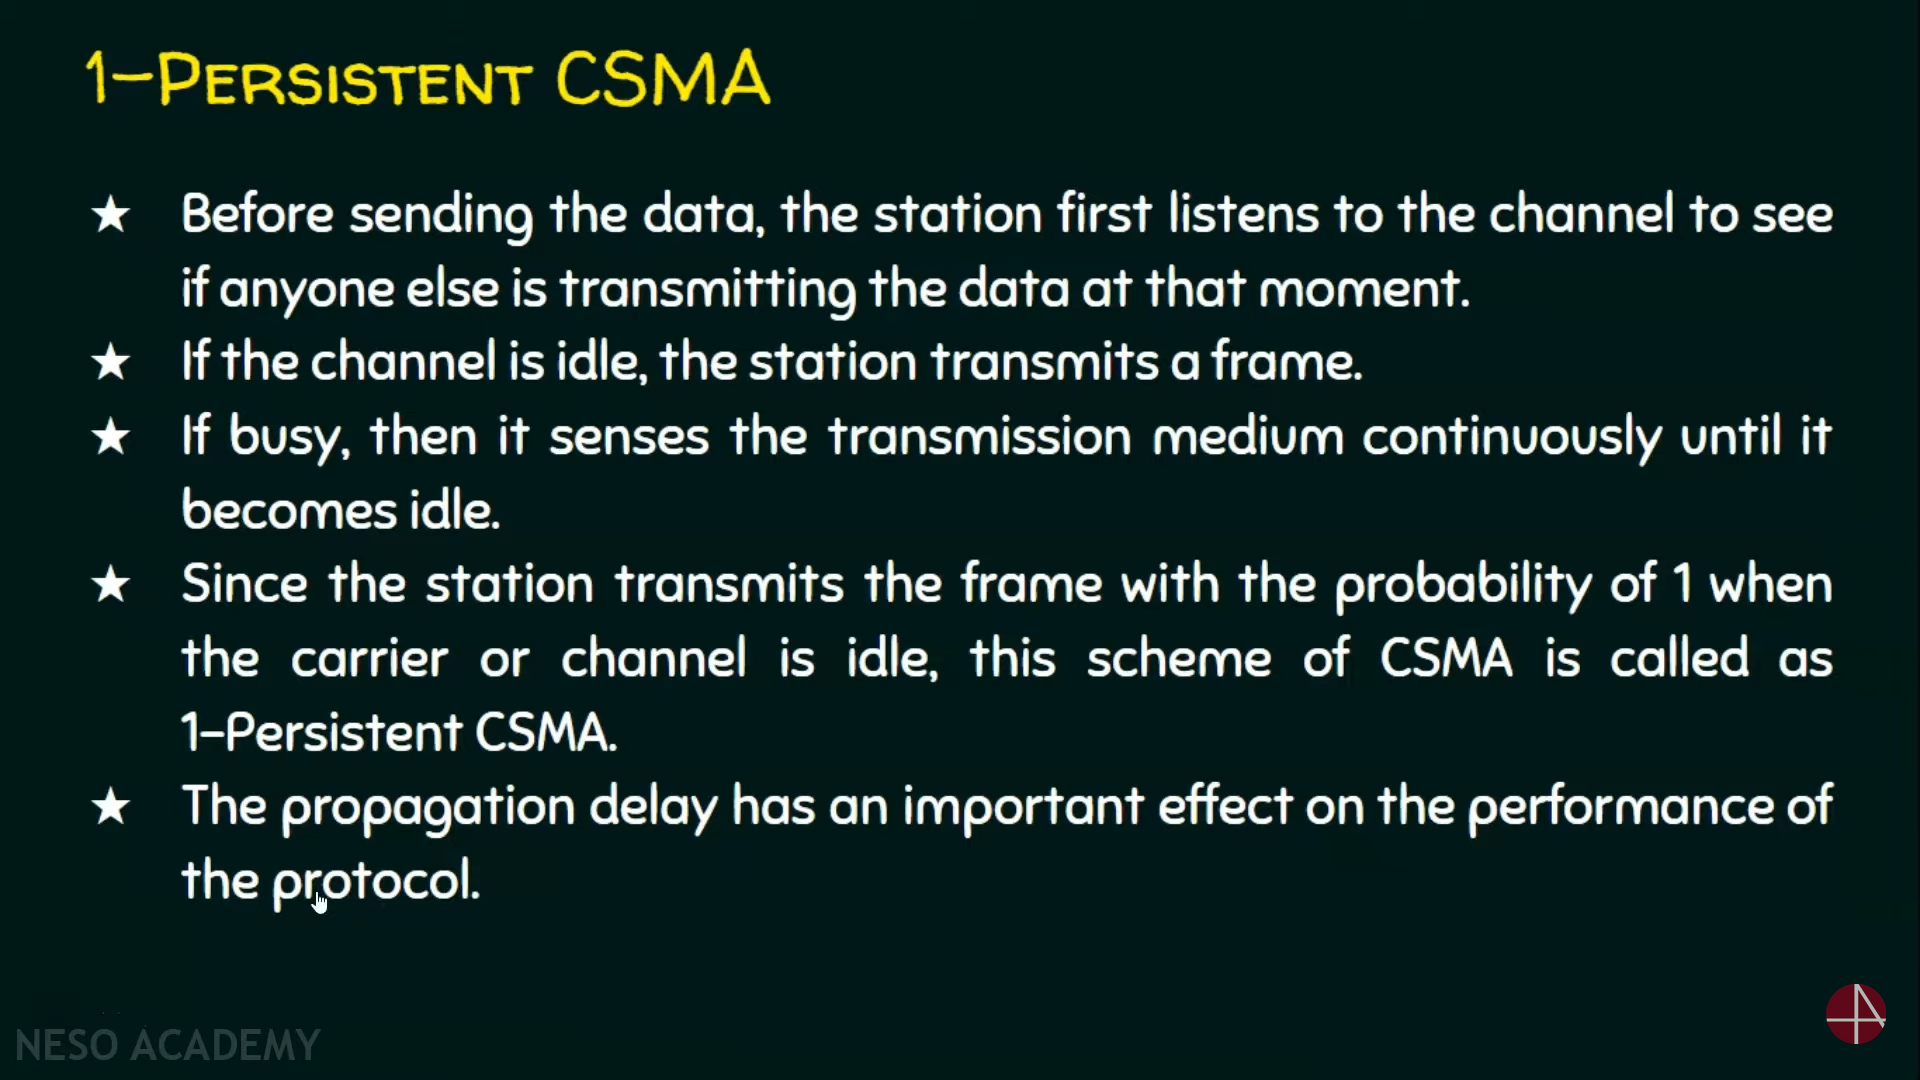 1-Persistent CSMA
★ Before sending the data, the station first listens to the channel to see
if anyone else is transmitting the data at that moment.
★ If the channel is idle, the station transmits a frame.
★ If busy, then it senses the transmission medium continuously until it
becomes idle.
★ Since the station transmits the frame with the probability of 1 when
the carrier or channel is idle, this scheme of CSMA is called as
1-Persistent CSMA.
★ The propagation delay has an important effect on the performance of
the protocol.
NESO ACADEMY